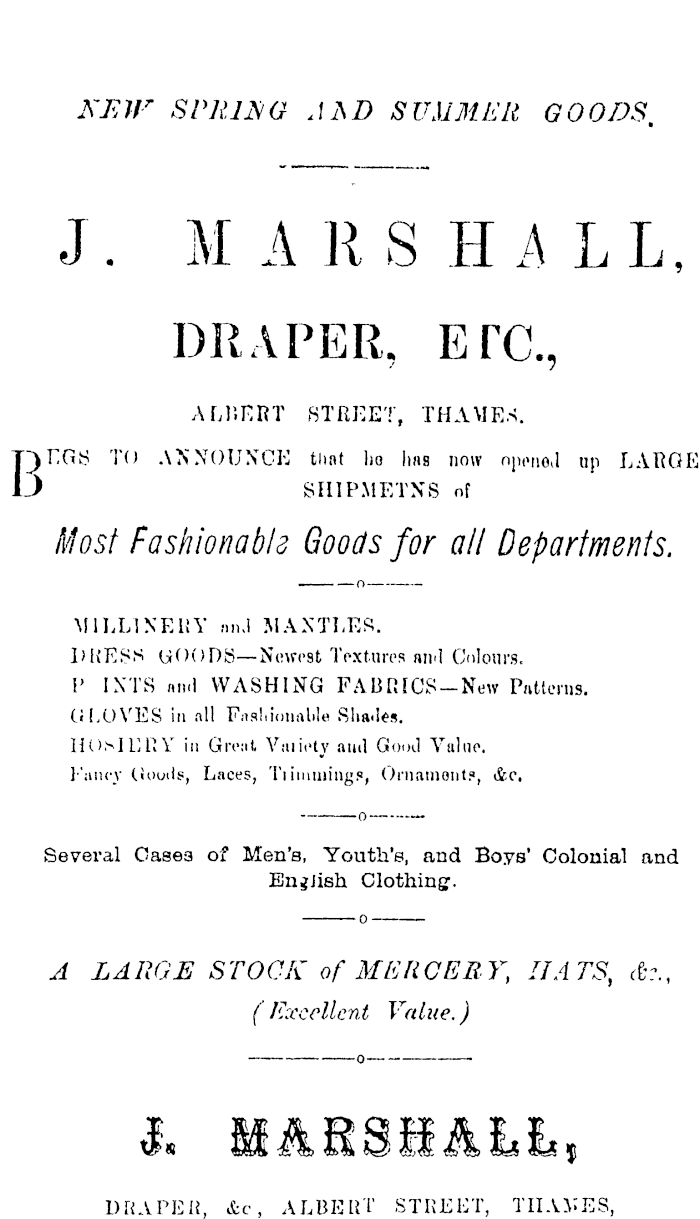 NEW SPRING AND SUMMER GOODS.
J. MARSHALL,
DRAPER, ETC.,
ALBERT STREET, THAMES.
BEGS TO ANNOUNCE that he has now opened up LARGE
SHIPMETNS of
Most Fashionable Goods for all Departments.
MILLINERY and MANTLES.
DRESS GOODS—Newest Textures and Colours.
P INTS and WASHING FABRICS—New Patterns.
GLOVES in all Fashionable Shades.
HOSIERY in Great Variety and Good Value.
Fancy Goods, Laces, Trimmings, Ornaments, &c.
Several Cases of Men's, Youth's, and Boys' Colonial and
English Clothing.
A LARGE STOCK of MERCERY, HATS, &c.,
(Excellent Value.)
J. MARSHALL,
DRAPER, &c, ALBERT STREET, THAMES,